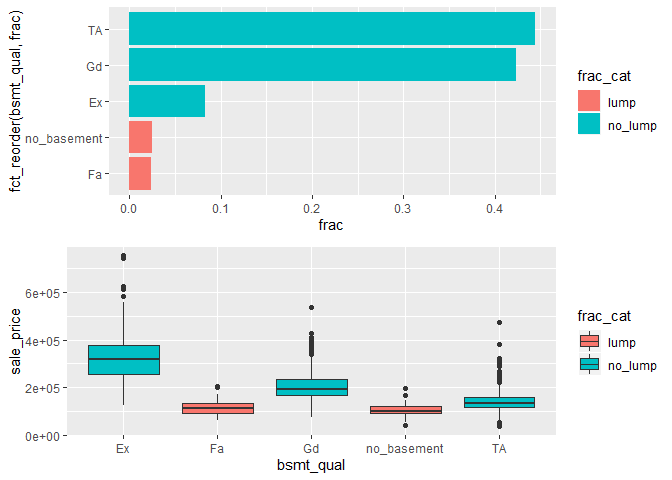 fct_reorder(bsmt_qual, frac)
TA
Gd
Ex
no_basement
Fa
0.0 0.1 0.2 0.3 0.4
frac
frac_cat
lump
no_lump
sale_price
6e+05
4e+05
2e+05
0e+00
Ex Fa Gd no_basement TA
bsmt_qual
frac_cat
lump
no_lump